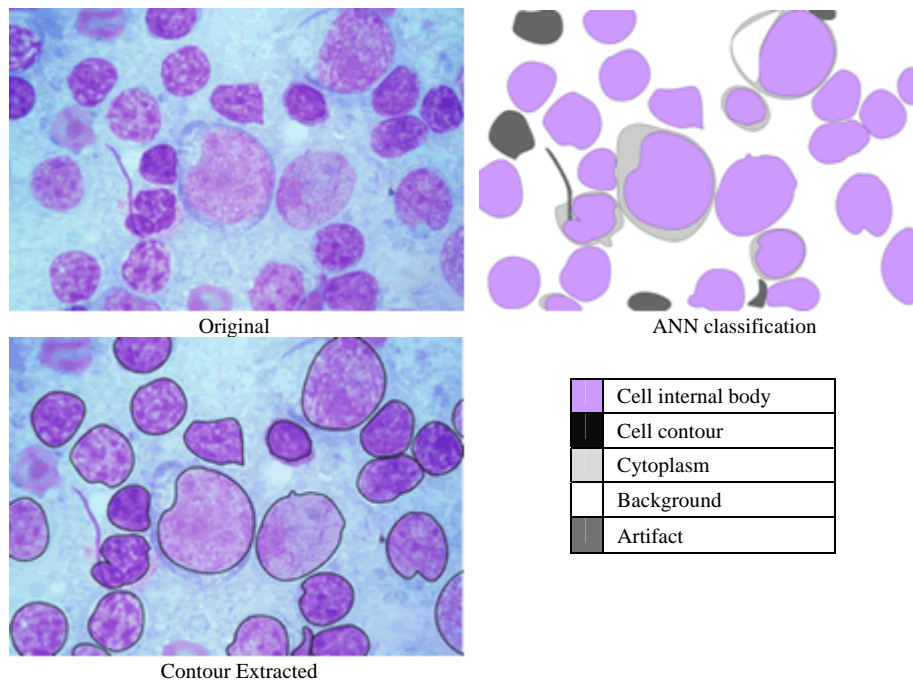 Original
ANN classification
Cell internal body
Cell contour
Cytoplasm
Background
Artifact
Contour Extracted